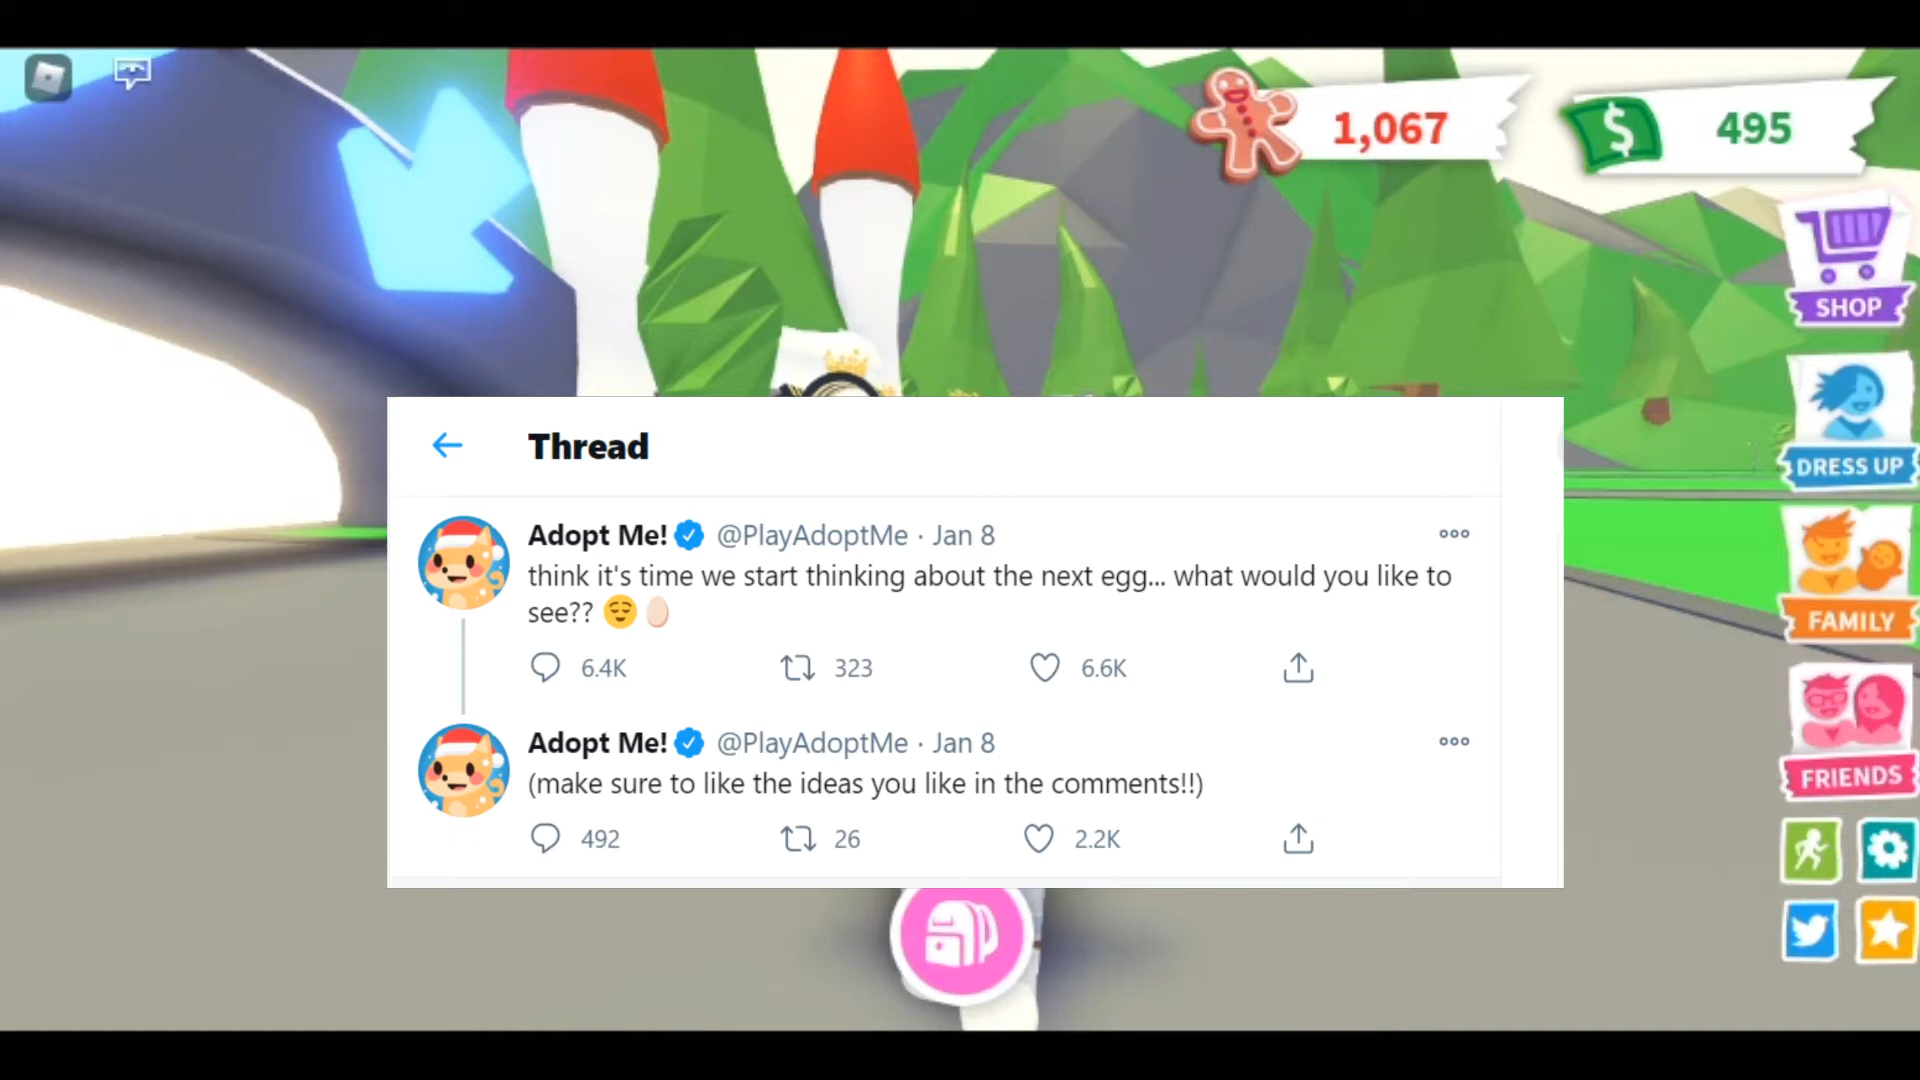 1,067
495
SHOP
DRESS UP
FAMILY
FRIENDS
Thread
Adopt Me! @PlayAdoptMe · Jan 8
think it's time we start thinking about the next egg... what would you like to
see?? 😌🥚
6.4K 323 6.6K
Adopt Me! @PlayAdoptMe · Jan 8
(make sure to like the ideas you like in the comments!!)
492 26 2.2K